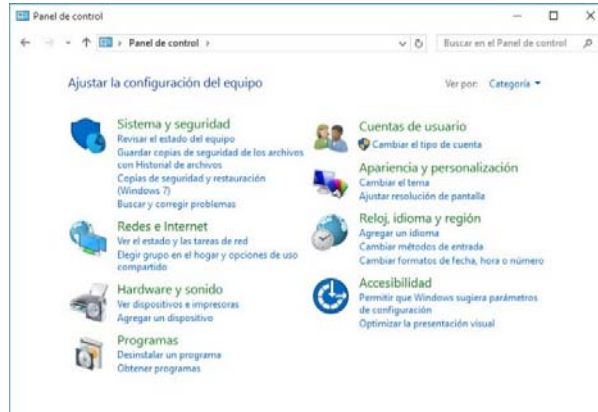 Panel de control
Panel de control
Buscar en el Panel de control
Ajustar la configuración del equipo
Ver por: Categoría
Sistema y seguridad
Revisar el estado del equipo
Guardar copias de seguridad de los archivos
con Historial de archivos
Copias de seguridad y restauración
(Windows 7)
Buscar y corregir problemas
Redes e Internet
Ver el estado y las tareas de red
Elegir grupo en el hogar y opciones de uso
compartido
Hardware y sonido
Ver dispositivos e impresoras
Agregar un dispositivo
Programas
Desinstalar un programa
Obtener programas
Cuentas de usuario
Cambiar el tipo de cuenta
Apariencia y personalización
Cambiar el tema
Ajustar resolución de pantalla
Reloj, idioma y región
Agregar un idioma
Cambiar métodos de entrada
Cambiar formatos de fecha, hora o número
Accesibilidad
Permitir que Windows sugiera parámetros
de configuración
Optimizar la presentación visual